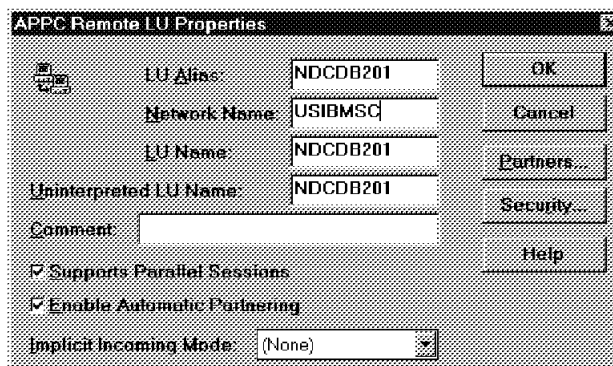 APPC Remote LU Properties
LU Alias: NDCDB201
OK
Network Name: USIBMSC
Cancel
LU Name: NDCDB201
Partners...
Uninterpreted LU Name: NDCDB201
Security...
Comment:
Help
Supports Parallel Sessions
Enable Automatic Partnering
Implicit Incoming Mode: (None)